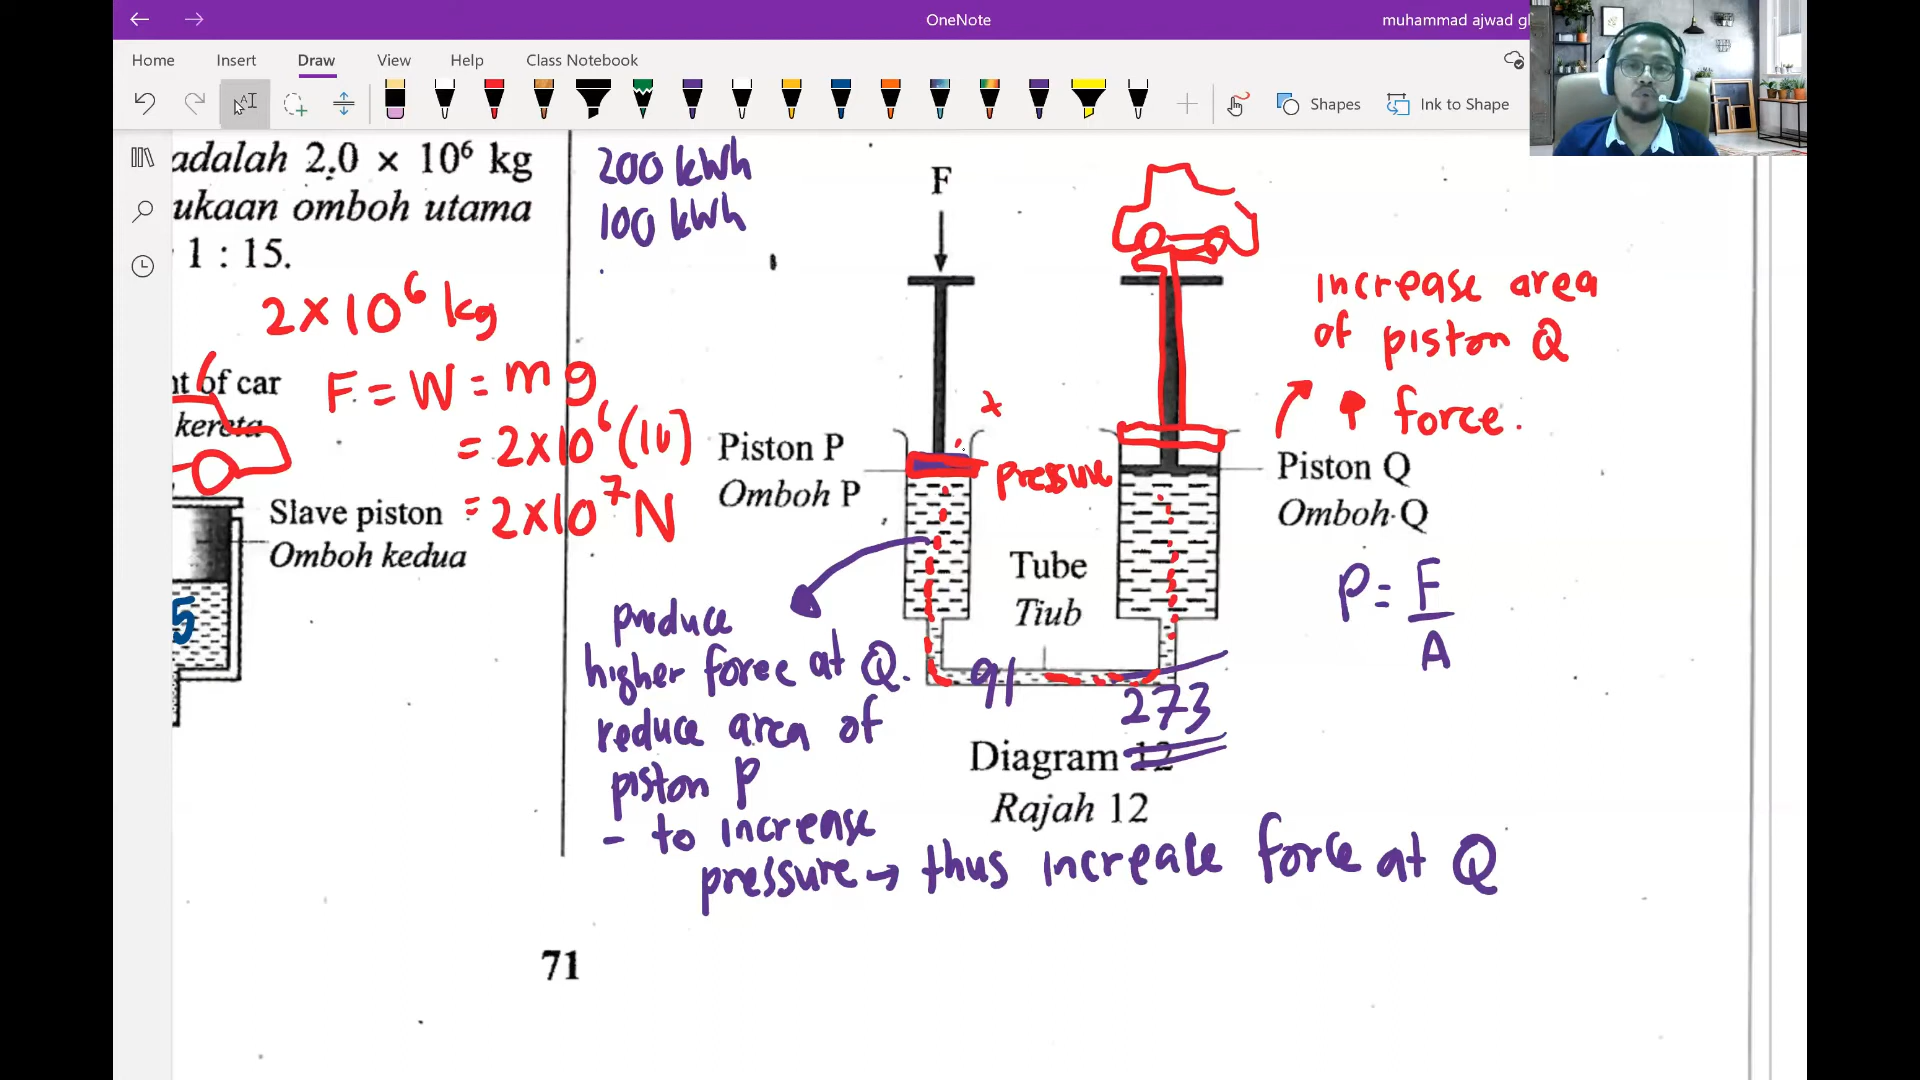 OneNote
muhammad ajwad gl
Home
Insert
Draw
View
Help
Class Notebook
Shapes
Ink to Shape
adalah 2.0 × 10⁶ kg
ukaan omboh utama
1 : 15.
2×10⁶ kg
nt of car
kereta
F = W = mg
= 2×10⁶(10)
= 2×10⁷N
Slave piston
Omboh kedua
5
200 kWh
100 kWh
F
Piston P
Omboh P
pressure
increase area
of piston Q
force.
Piston Q
Omboh Q
P = F
A
Tube
Tiub
produce
higher force at Q.
reduce area of
piston P
- to increase
pressure → thus increase force at Q
91
273
Diagram 12
Rajah 12
71